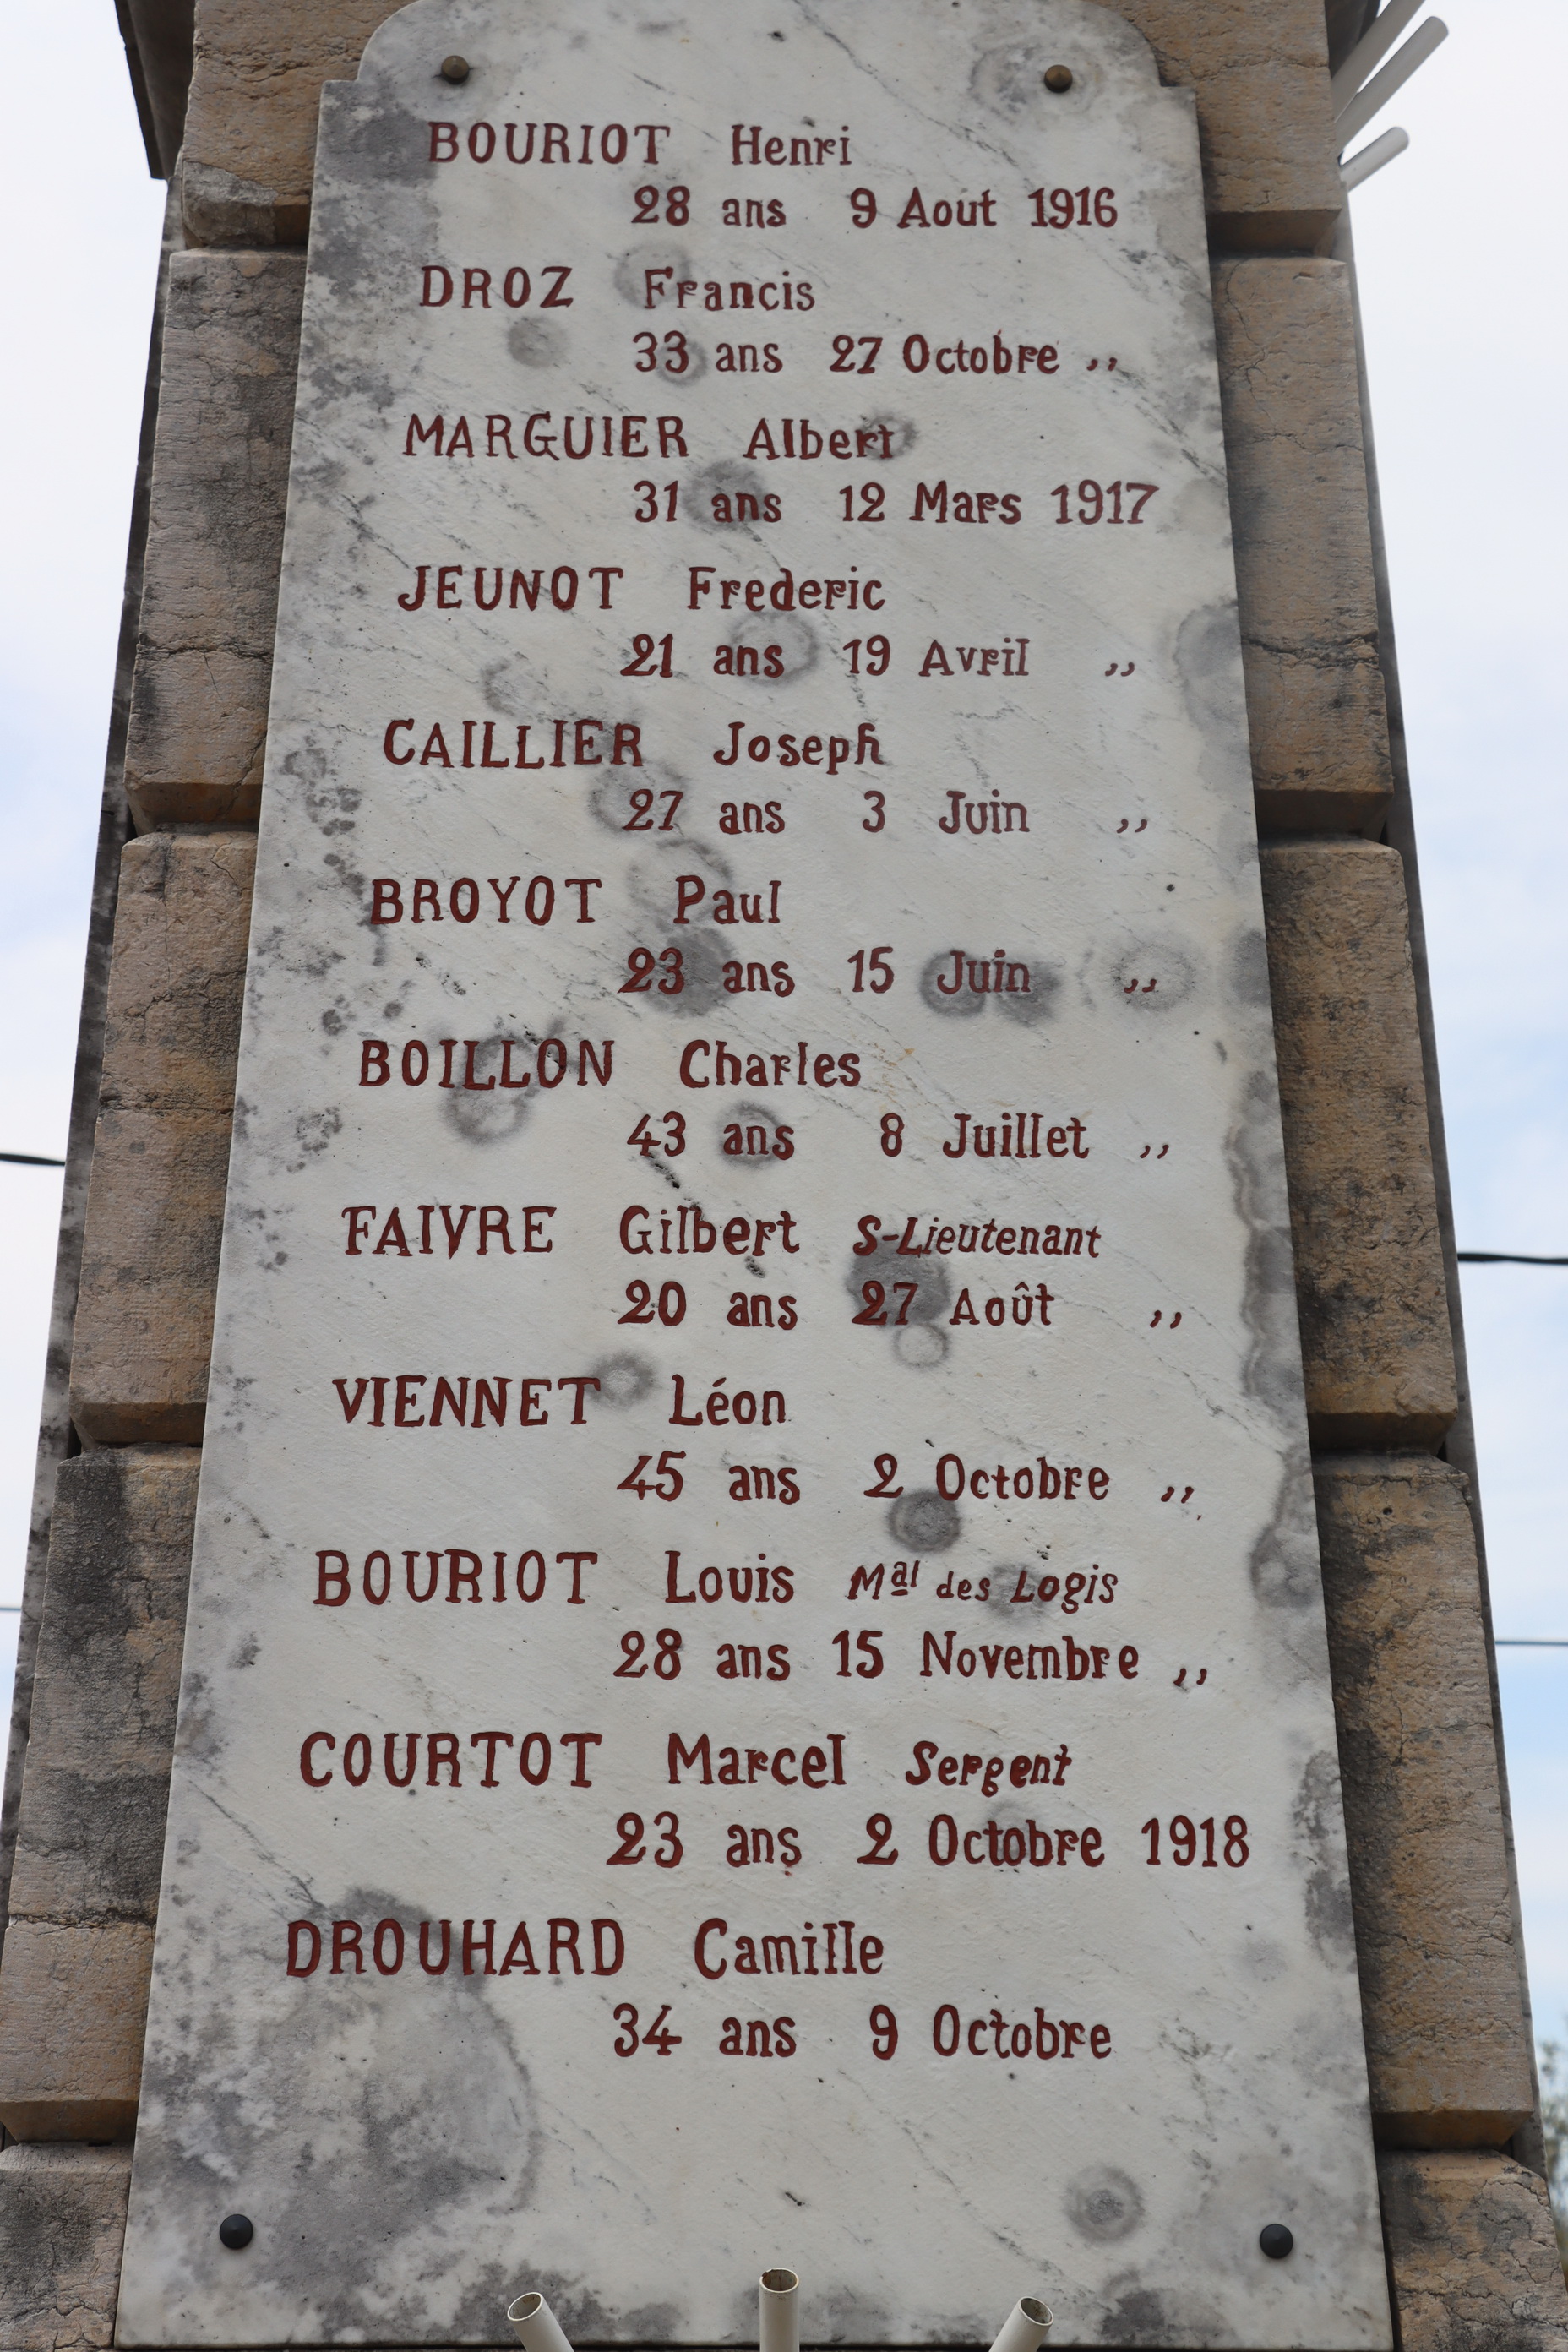 BOURIOT Henri
28 ans 9 Aout 1916
DROZ Francis
33 ans 27 Octobre ,,
MARGUIER Albert
31 ans 12 Mars 1917
JEUNOT Frederic
21 ans 19 Avril ,,
CAILLIER Joseph
27 ans 3 Juin ,,
BROYOT Paul
23 ans 15 Juin ,,
BOILLON Charles
43 ans 8 Juillet ,,
FAIVRE Gilbert S-Lieutenant
20 ans 27 Août ,,
VIENNET Léon
45 ans 2 Octobre ,,
BOURIOT Louis Mal des Logis
28 ans 15 Novembre ,,
COURTOT Marcel Sergent
23 ans 2 Octobre 1918
DROUHARD Camille
34 ans 9 Octobre